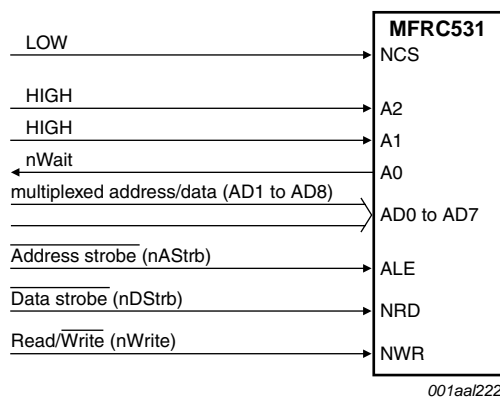 MFRC531
LOW
NCS
HIGH
A2
HIGH
A1
nWait
A0
multiplexed address/data (AD1 to AD8)
AD0 to AD7
Address strobe (nAStrb)
ALE
Data strobe (nDStrb)
NRD
Read/Write (nWrite)
NWR
001aal222